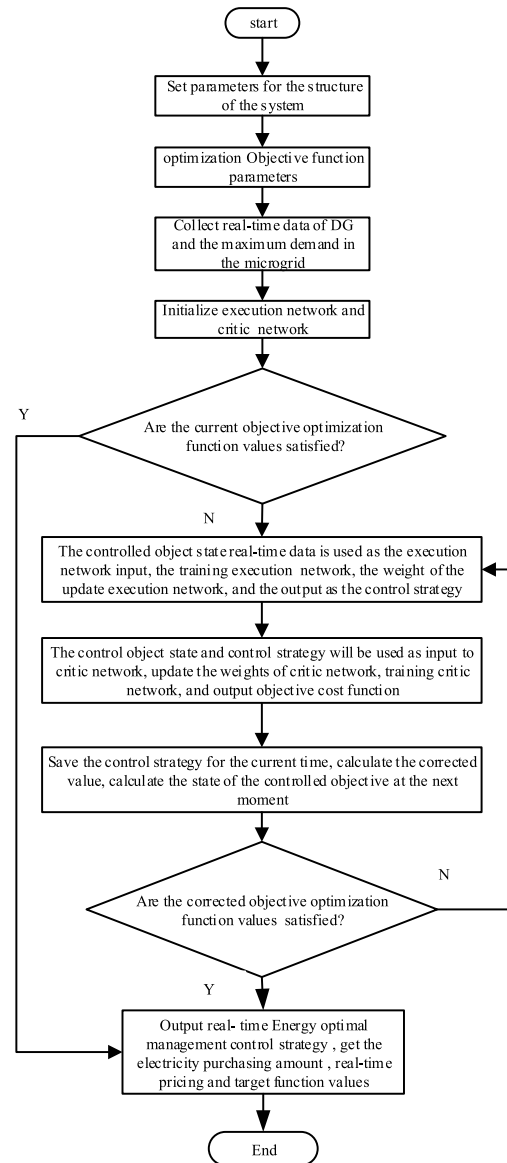 start
Set parameters for the structure
of the system
optimization Objective function
parameters
Collect real-time data of DG
and the maximum demand in
the microgrid
Initialize execution network and
critic network
Y
Are the current objective optimization
function values satisfied?
N
The controlled object state real-time data is used as the execution
network input, the training execution network, the weight of the
update execution network, and the output as the control strategy
The control object state and control strategy will be used as input to
critic network, update the weights of critic network, training critic
network, and output objective cost function
Save the control strategy for the current time, calculate the corrected
value, calculate the state of the controlled objective at the next
moment
N
Are the corrected objective optimization
function values satisfied?
Y
Output real- time Energy optimal
management control strategy , get the
electricity purchasing amount , real-time
pricing and target function values
End